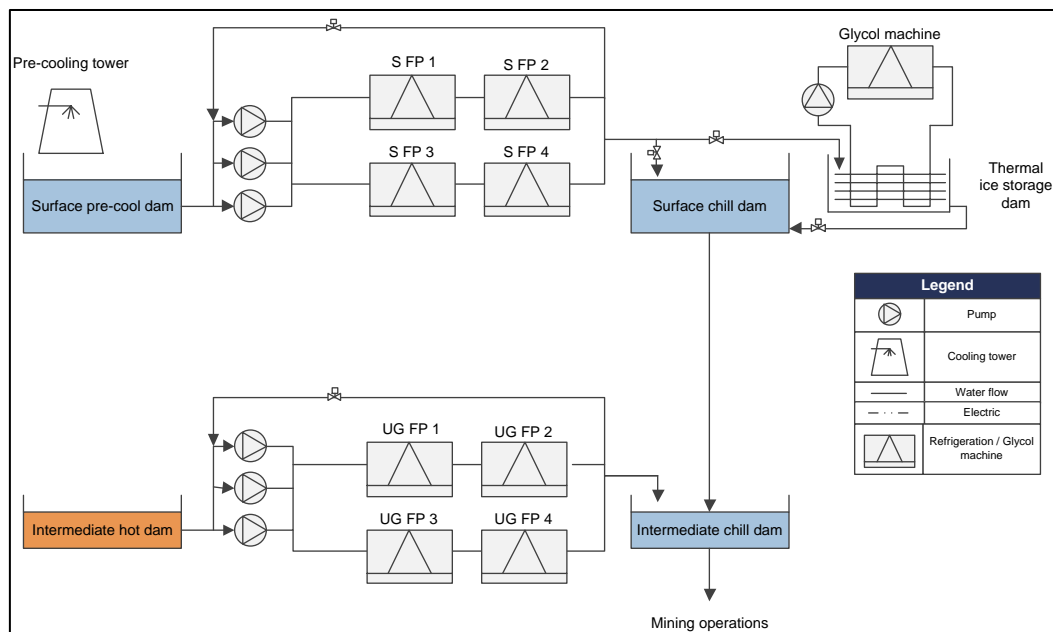 Glycol machine
Pre-cooling tower
S FP 1
S FP 2
S FP 3
S FP 4
Thermal
ice storage
dam
Surface pre-cool dam
Surface chill dam
Legend
Pump
Cooling tower
Water flow
Electric
Refrigeration / Glycol
machine
UG FP 1
UG FP 2
UG FP 3
UG FP 4
Intermediate hot dam
Intermediate chill dam
Mining operations